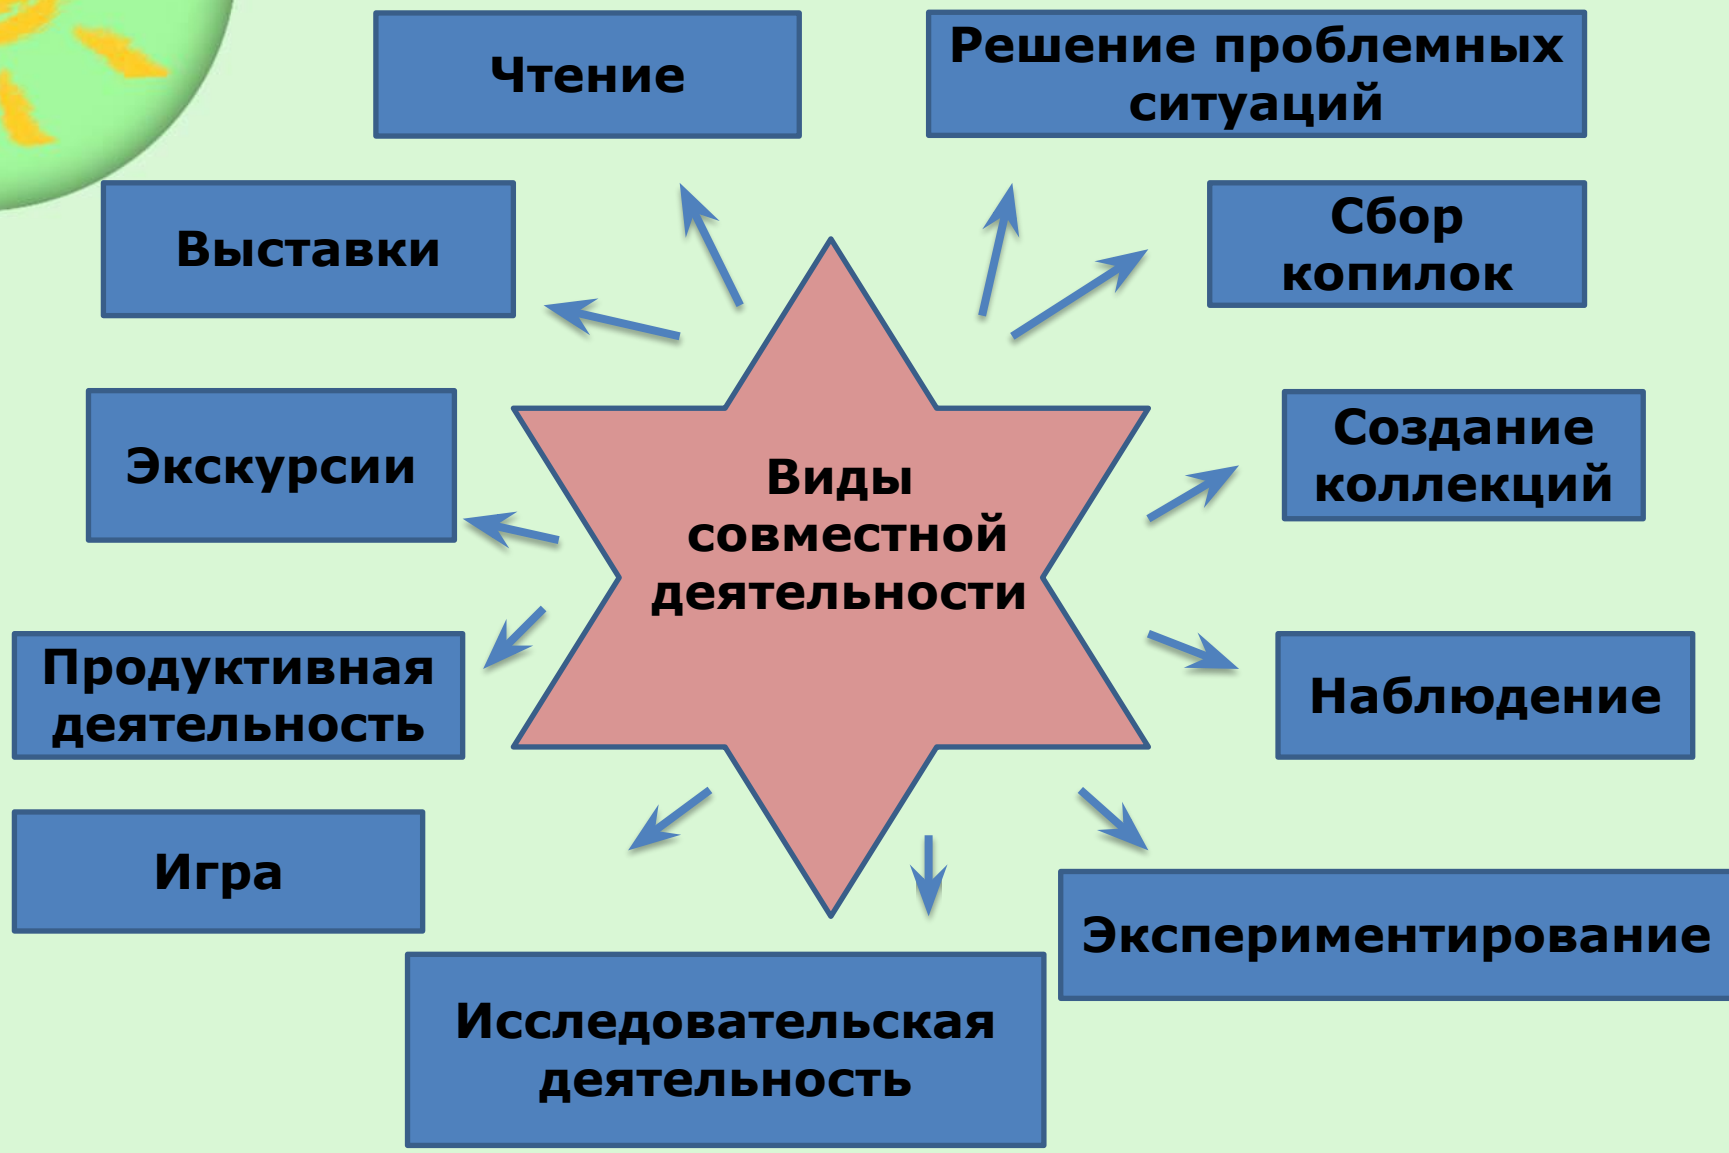 Чтение
Решение проблемных
ситуаций
Выставки
Сбор
копилок
Экскурсии
Создание
коллекций
Виды
совместной
деятельности
Продуктивная
деятельность
Наблюдение
Игра
Экспериментирование
Исследовательская
деятельность